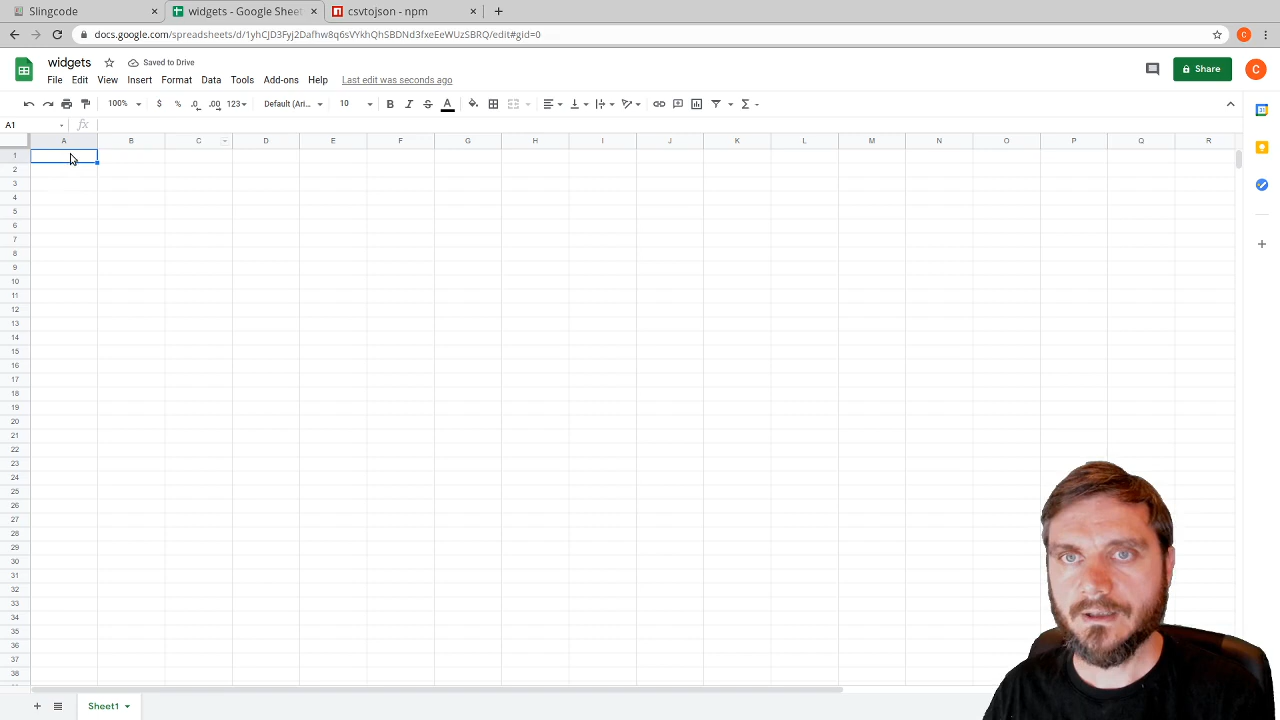 Slingcode
widgets - Google Sheet
csvtojson - npm
docs.google.com/spreadsheets/d/1yhCJD3Fyj2Dafhw8q6sVYkhQhSBDNd3fxeEeWUzSBRQ/edit#gid=0
C
widgets
Saved to Drive
Share
C
File Edit View Insert Format Data Tools Add-ons Help Last edit was seconds ago
100% $ % .0 .00 123 Default (Ari... 10 B I S A
31
A1 fx
A B C D E F G H I J K L M N O P Q R
1
2
3
4
5
6
7
8
9
10
11
12
13
14
15
16
17
18
19
20
21
22
23
24
25
26
27
28
29
30
31
32
33
34
35
36
37
38
Sheet1